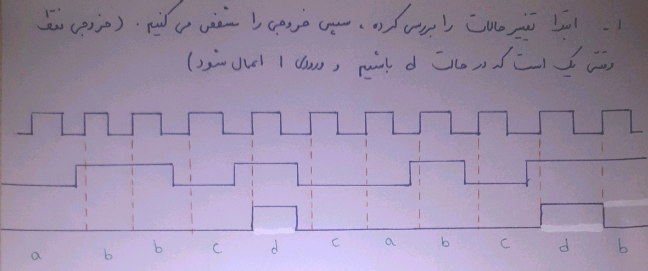 ۱- ابتدا تغییر حالات را بررسی کرده، سپس خروجی را مشخص می کنیم. (خروجی فقط
وقتی یک است که در حالت d باشیم و ورودی ۱ اعمال شود)
a b b c d c a b c d b